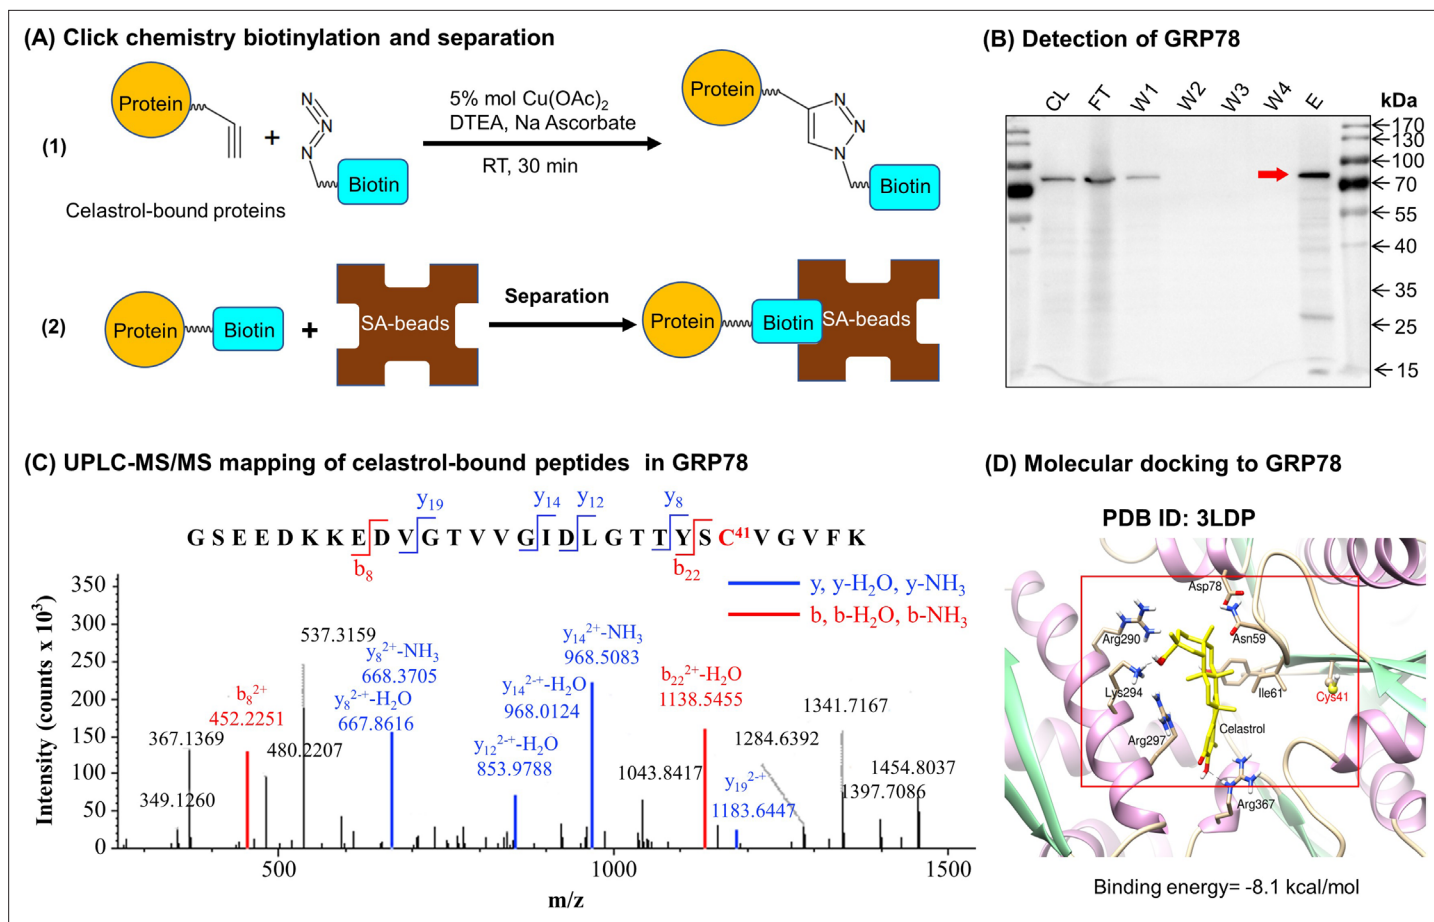 (A) Click chemistry biotinylation and separation
(1)
Protein
+
N
N
N
Biotin
Celastrol-bound proteins
5% mol Cu(OAc)₂
DTEA, Na Ascorbate
RT, 30 min
Protein
N
N
N
Biotin
(2)
Protein
Biotin
+
SA-beads
Separation
Protein
Biotin
SA-beads
(B) Detection of GRP78
CL FT W1 W2 W3 W4 E
kDa
170
130
100
70
55
40
35
25
15
(C) UPLC-MS/MS mapping of celastrol-bound peptides in GRP78
y₁₉ y₁₄ y₁₂ y₈
G S E E D K K E D V G T V V G I D L G T T Y S C⁴¹ V G V F K
b₈ b₂₂
y, y-H₂O, y-NH₃
b, b-H₂O, b-NH₃
Intensity (counts x 10³)
350
300
250
200
150
100
50
0
349.1260
367.1369
b₈²⁺
452.2251
480.2207
537.3159
y₈²⁺-NH₃
668.3705
y₈²⁻⁺-H₂O
667.8616
y₁₂²⁻⁺-H₂O
853.9788
y₁₄²⁺-NH₃
968.5083
y₁₄²⁻⁺-H₂O
968.0124
1043.8417
b₂₂²⁺-H₂O
1138.5455
y₁₉²⁻⁺
1183.6447
1284.6392
1341.7167
1397.7086
1454.8037
500 1000 1500
m/z
(D) Molecular docking to GRP78
PDB ID: 3LDP
Asp78
Arg290
Asn59
Lys294
Ile61
Cys41
Arg297
Celastrol
Arg367
Binding energy= -8.1 kcal/mol